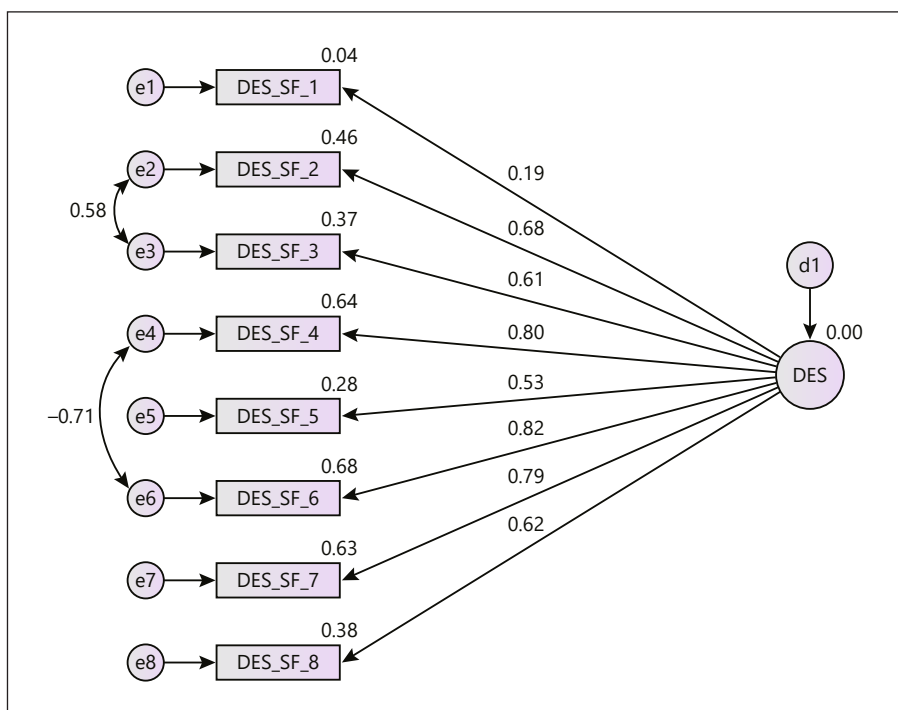 0.04
e1 DES_SF_1
0.46
e2 DES_SF_2
0.19
0.58
0.37
0.68
e3 DES_SF_3
0.61
d1
0.64
e4 DES_SF_4
0.80
0.00
DES
0.28
0.53
−0.71
e5 DES_SF_5
0.82
0.68
0.79
e6 DES_SF_6
0.62
0.63
e7 DES_SF_7
0.38
e8 DES_SF_8